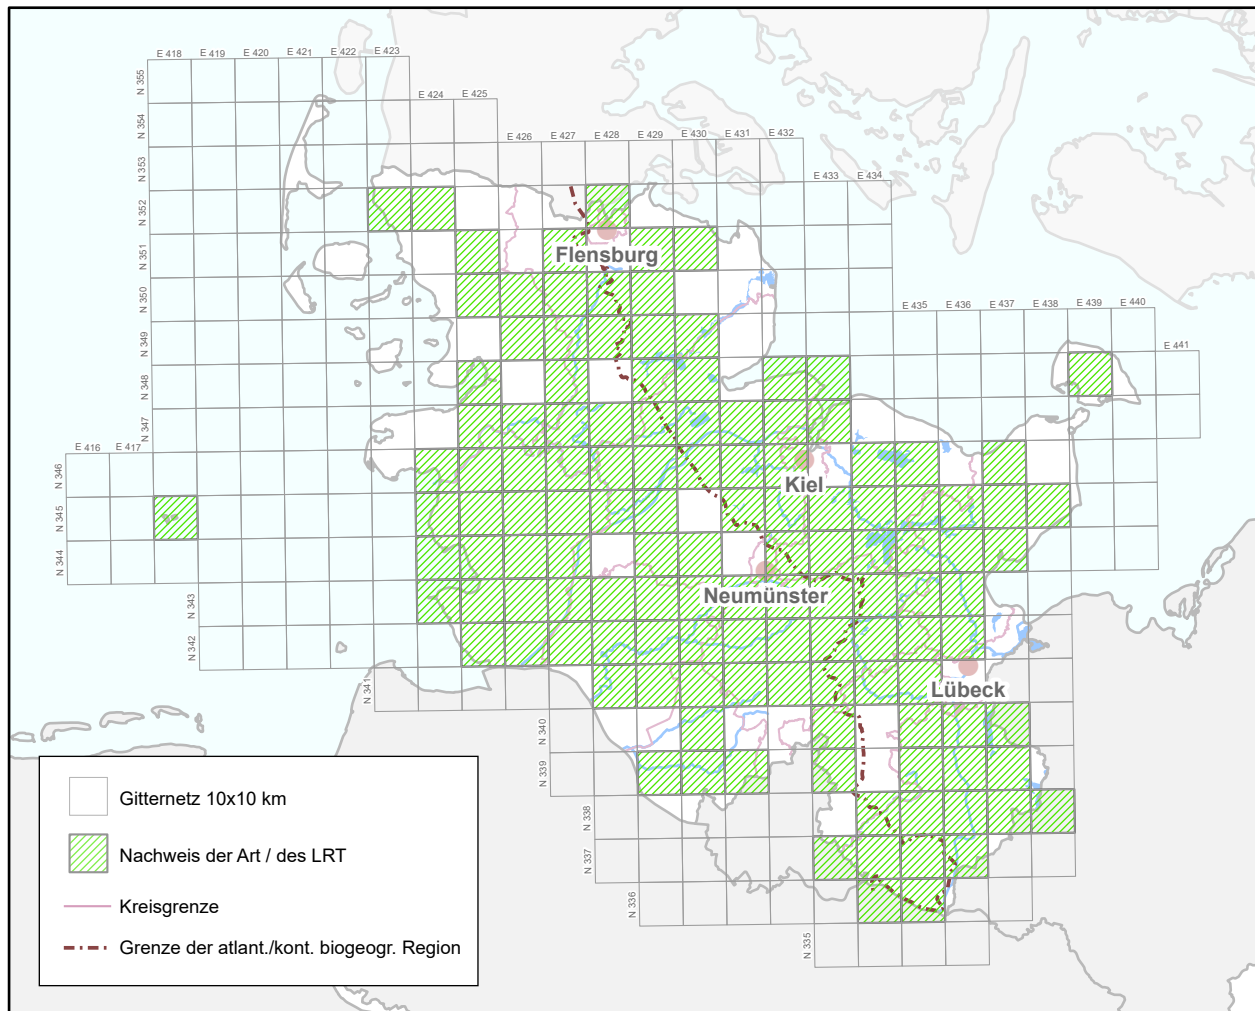 E 418
E 419
E 420
E 421
E 422
E 423
E 424
E 425
E 426
E 427
E 428
E 429
E 430
E 431
E 432
E 433
E 434
E 435
E 436
E 437
E 438
E 439
E 440
E 441
E 416
E 417
N 355
N 354
N 353
N 352
N 351
N 350
N 349
N 348
N 347
N 346
N 345
N 344
N 343
N 342
N 341
N 340
N 339
N 338
N 337
N 336
N 335
Flensburg
Kiel
Neumünster
Lübeck
Gitternetz 10x10 km
Nachweis der Art / des LRT
Kreisgrenze
Grenze der atlant./kont. biogeogr. Region